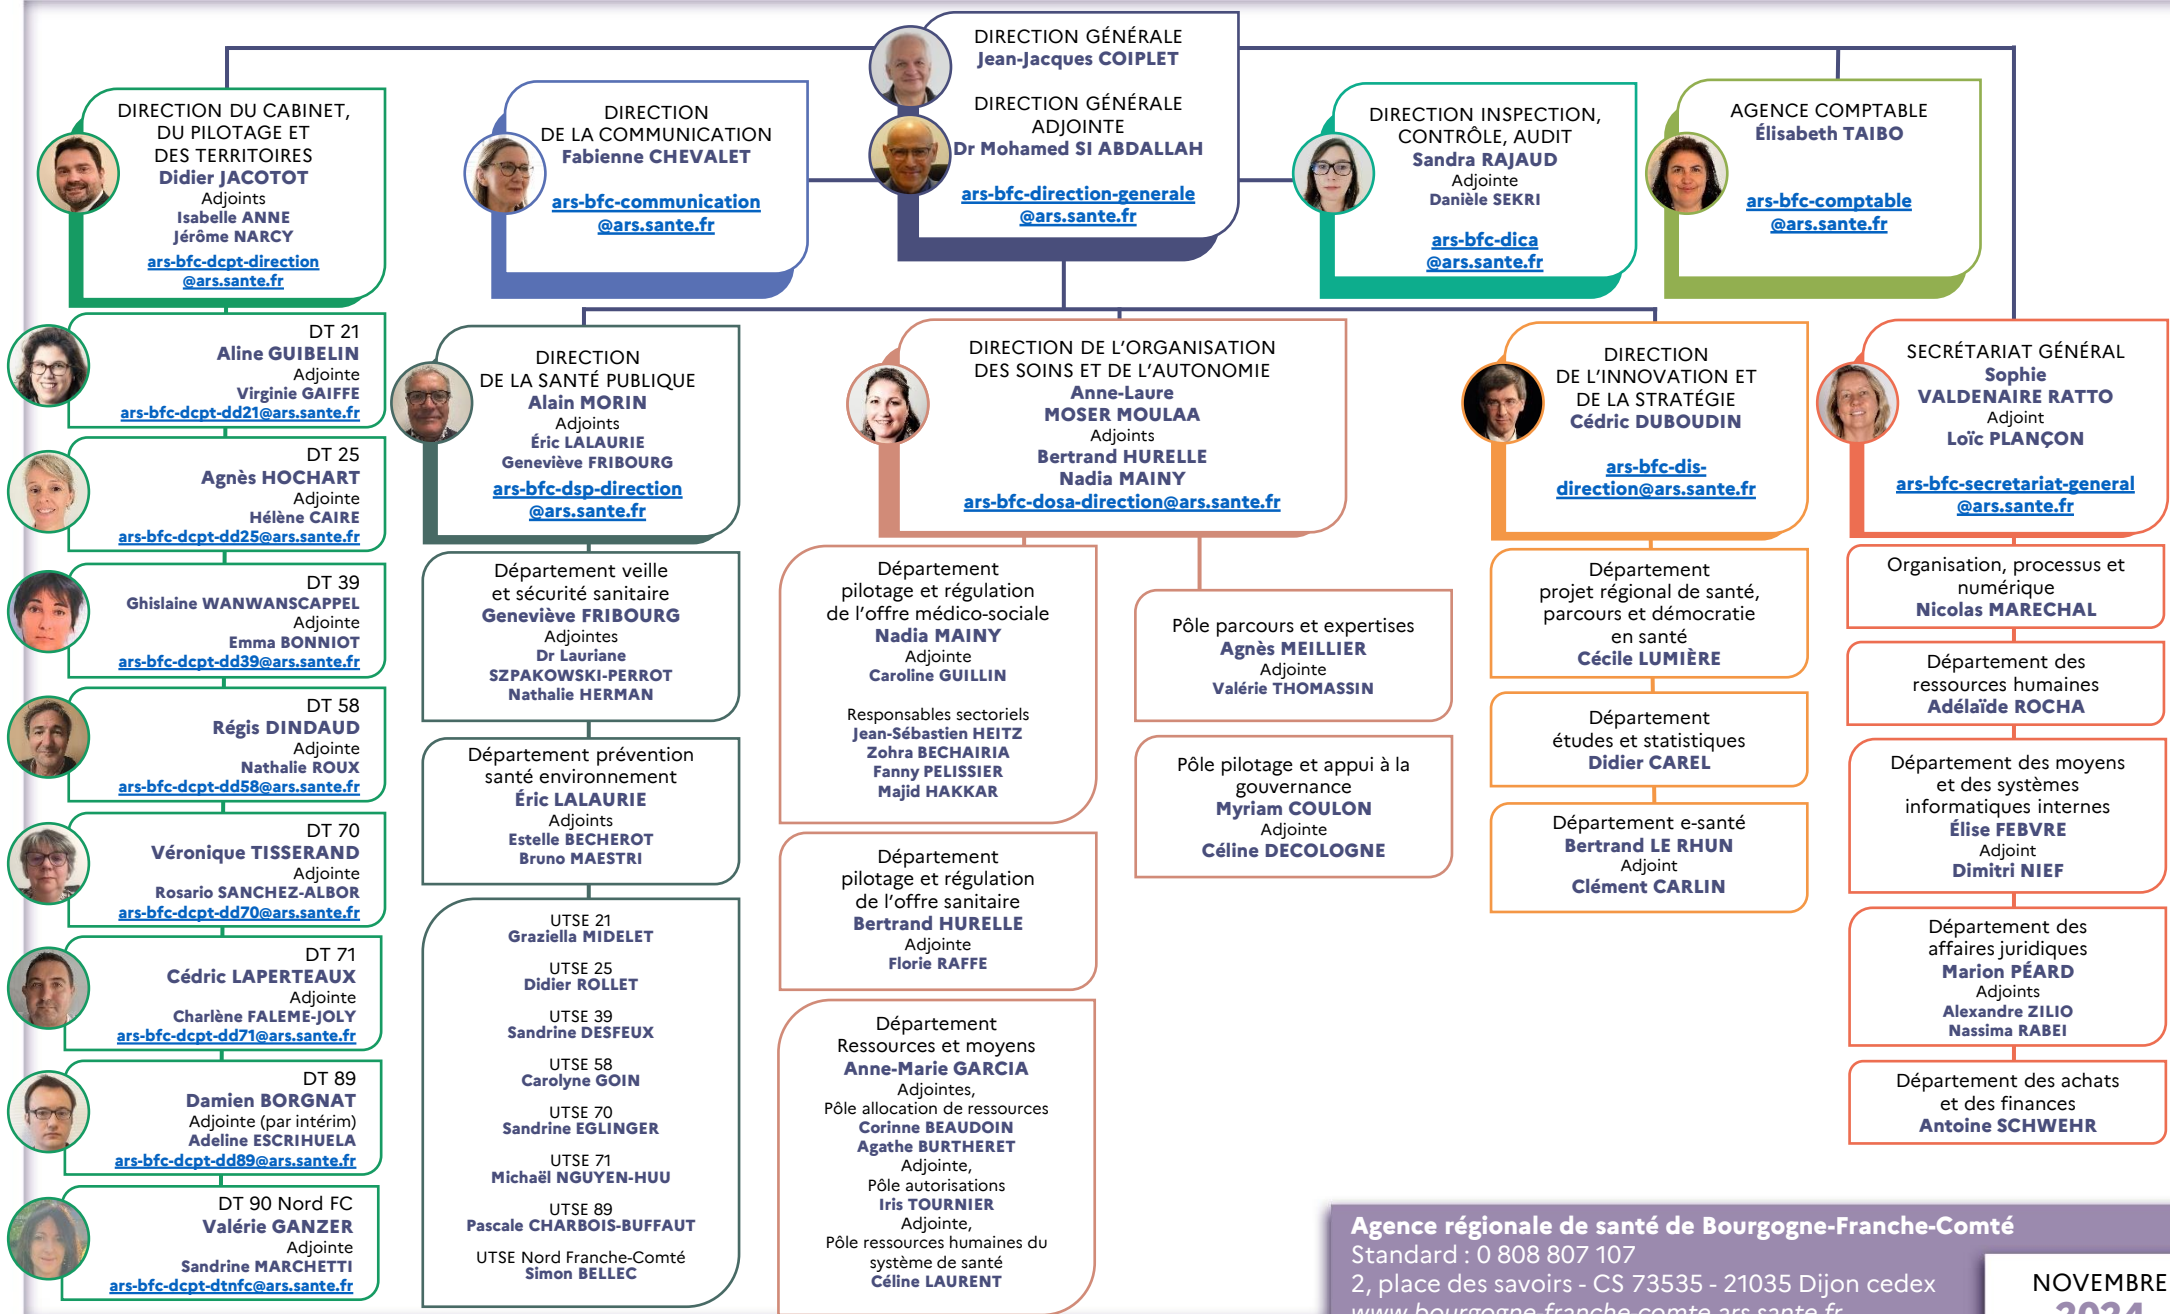 DIRECTION GÉNÉRALE
Jean-Jacques COIPLET
DIRECTION GÉNÉRALE
ADJOINTE
Dr Mohamed SI ABDALLAH
ars-bfc-direction-generale
@ars.sante.fr
DIRECTION DU CABINET,
DU PILOTAGE ET
DES TERRITOIRES
Didier JACOTOT
Adjoints
Isabelle ANNE
Jérôme NARCY
ars-bfc-dcpt-direction
@ars.sante.fr
DIRECTION
DE LA COMMUNICATION
Fabienne CHEVALET
ars-bfc-communication
@ars.sante.fr
DIRECTION INSPECTION,
CONTRÔLE, AUDIT
Sandra RAJAUD
Adjointe
Danièle SEKRI
ars-bfc-dica
@ars.sante.fr
AGENCE COMPTABLE
Élisabeth TAIBO
ars-bfc-comptable
@ars.sante.fr
DT 21
Aline GUIBELIN
Adjointe
Virginie GAIFFE
ars-bfc-dcpt-dd21@ars.sante.fr
DT 25
Agnès HOCHART
Adjointe
Hélène CAIRE
ars-bfc-dcpt-dd25@ars.sante.fr
DT 39
Ghislaine WANWANSCAPPEL
Adjointe
Emma BONNIOT
ars-bfc-dcpt-dd39@ars.sante.fr
DT 58
Régis DINDAUD
Adjointe
Nathalie ROUX
ars-bfc-dcpt-dd58@ars.sante.fr
DT 70
Véronique TISSERAND
Adjointe
Rosario SANCHEZ-ALBOR
ars-bfc-dcpt-dd70@ars.sante.fr
DT 71
Cédric LAPERTEAUX
Adjointe
Charlène FALEME-JOLY
ars-bfc-dcpt-dd71@ars.sante.fr
DT 89
Damien BORGNAT
Adjointe (par intérim)
Adeline ESCRIHUELA
ars-bfc-dcpt-dd89@ars.sante.fr
DT 90 Nord FC
Valérie GANZER
Adjointe
Sandrine MARCHETTI
ars-bfc-dcpt-dtnfc@ars.sante.fr
DIRECTION
DE LA SANTÉ PUBLIQUE
Alain MORIN
Adjoints
Éric LALAURIE
Geneviève FRIBOURG
ars-bfc-dsp-direction
@ars.sante.fr
Département veille
et sécurité sanitaire
Geneviève FRIBOURG
Adjointes
Dr Lauriane
SZPAKOWSKI-PERROT
Nathalie HERMAN
Département prévention
santé environnement
Éric LALAURIE
Adjoints
Estelle BECHEROT
Bruno MAESTRI
UTSE 21
Graziella MIDELET
UTSE 25
Didier ROLLET
UTSE 39
Sandrine DESFEUX
UTSE 58
Carolyne GOIN
UTSE 70
Sandrine EGLINGER
UTSE 71
Michaël NGUYEN-HUU
UTSE 89
Pascale CHARBOIS-BUFFAUT
UTSE Nord Franche-Comté
Simon BELLEC
DIRECTION DE L'ORGANISATION
DES SOINS ET DE L'AUTONOMIE
Anne-Laure
MOSER MOULAA
Adjoints
Bertrand HURELLE
Nadia MAINY
ars-bfc-dosa-direction@ars.sante.fr
Département
pilotage et régulation
de l'offre médico-sociale
Nadia MAINY
Adjointe
Caroline GUILLIN
Responsables sectoriels
Jean-Sébastien HEITZ
Zohra BECHAIRIA
Fanny PELISSIER
Majid HAKKAR
Département
pilotage et régulation
de l'offre sanitaire
Bertrand HURELLE
Adjointe
Florie RAFFE
Département
Ressources et moyens
Anne-Marie GARCIA
Adjointes,
Pôle allocation de ressources
Corinne BEAUDOIN
Agathe BURTHERET
Adjointe,
Pôle autorisations
Iris TOURNIER
Adjointe,
Pôle ressources humaines du
système de santé
Céline LAURENT
Pôle parcours et expertises
Agnès MEILLIER
Adjointe
Valérie THOMASSIN
Pôle pilotage et appui à la
gouvernance
Myriam COULON
Adjointe
Céline DECOLOGNE
DIRECTION
DE L'INNOVATION ET
DE LA STRATÉGIE
Cédric DUBOUDIN
ars-bfc-dis-
direction@ars.sante.fr
Département
projet régional de santé,
parcours et démocratie
en santé
Cécile LUMIÈRE
Département
études et statistiques
Didier CAREL
Département e-santé
Bertrand LE RHUN
Adjoint
Clément CARLIN
SECRÉTARIAT GÉNÉRAL
Sophie
VALDENAIRE RATTO
Adjoint
Loïc PLANÇON
ars-bfc-secretariat-general
@ars.sante.fr
Organisation, processus et
numérique
Nicolas MARECHAL
Département des
ressources humaines
Adélaïde ROCHA
Département des moyens
et des systèmes
informatiques internes
Élise FEBVRE
Adjoint
Dimitri NIEF
Département des
affaires juridiques
Marion PÉARD
Adjoints
Alexandre ZILIO
Nassima RABEI
Département des achats
et des finances
Antoine SCHWEHR
Agence régionale de santé de Bourgogne-Franche-Comté
Standard : 0 808 807 107
2, place des savoirs - CS 73535 - 21035 Dijon cedex
www.bourgogne-franche-comte.ars.sante.fr
NOVEMBRE
2024